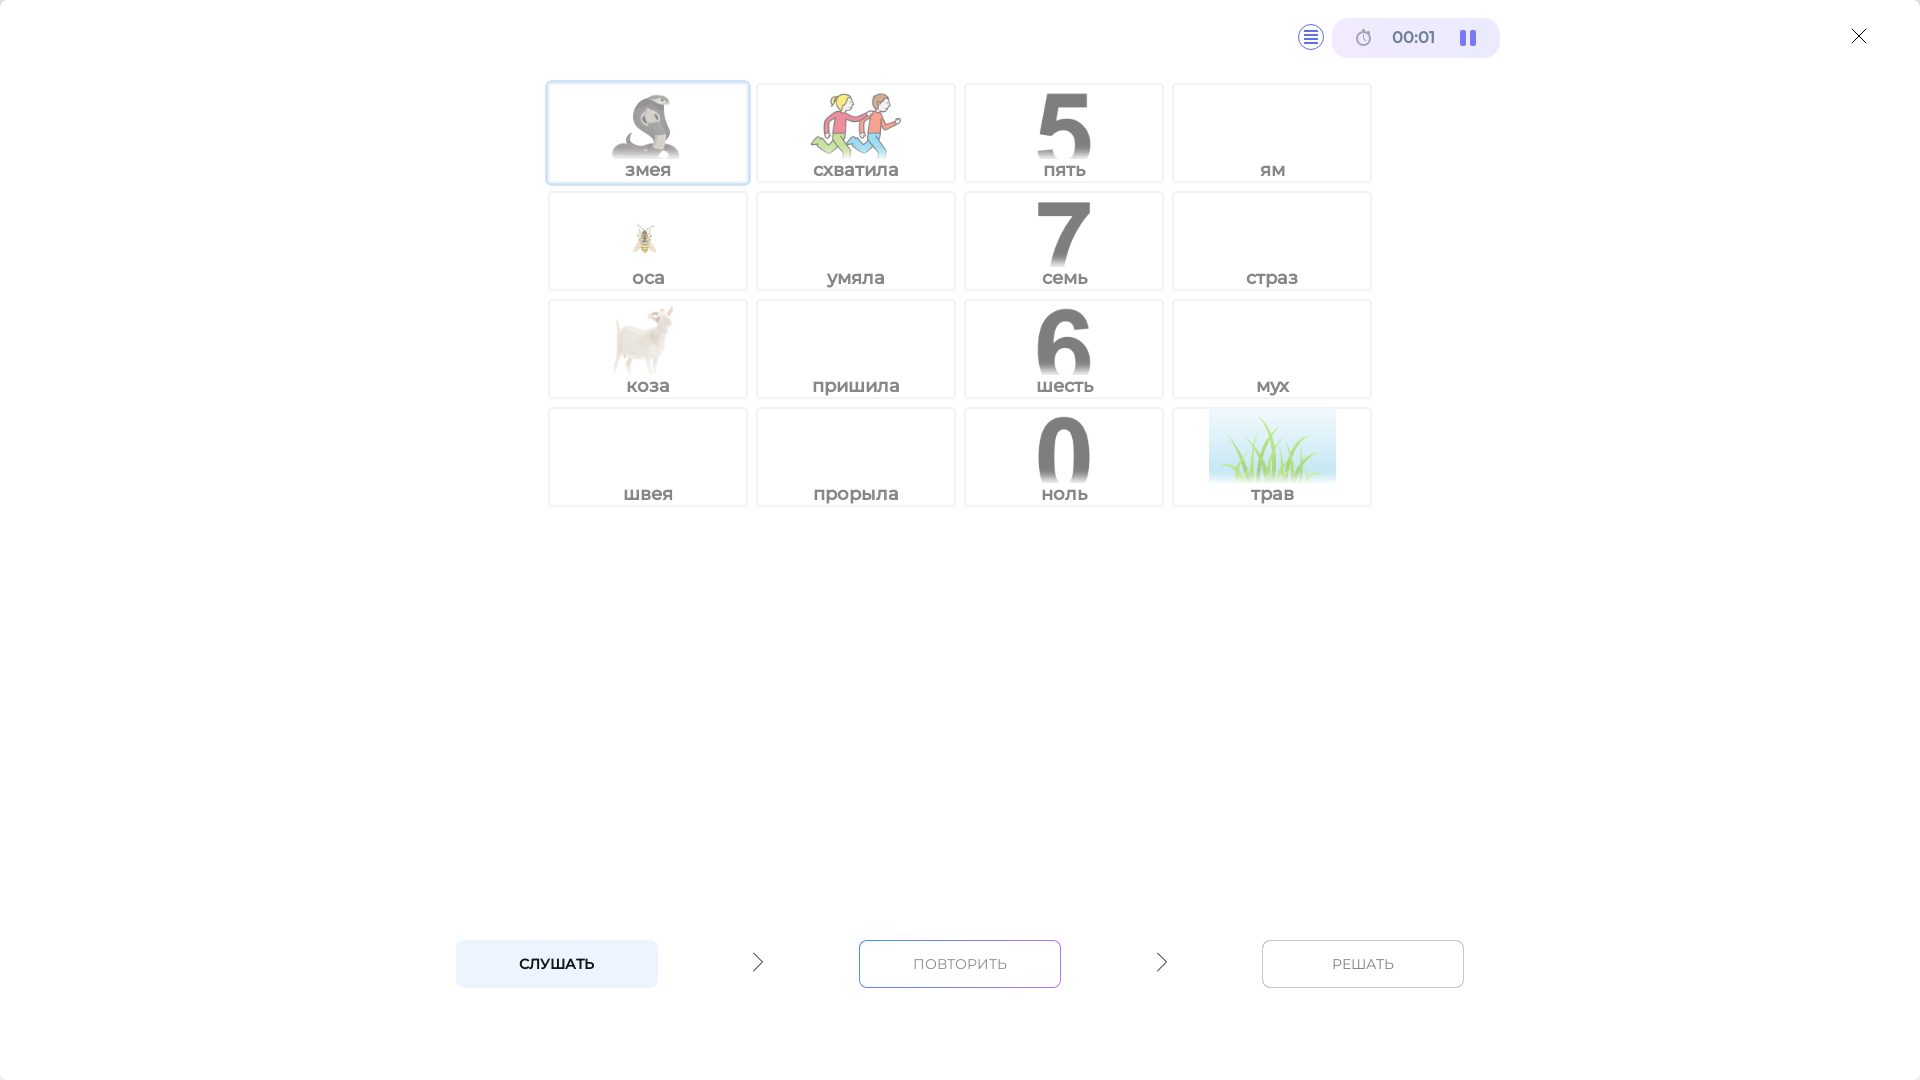 00:01
5
7
6
0
змея
схватила
пять
ям
оса
умяла
семь
страз
коза
пришила
шесть
мух
швея
прорыла
ноль
трав
СЛУШАТЬ
ПОВТОРИТЬ
РЕШАТЬ